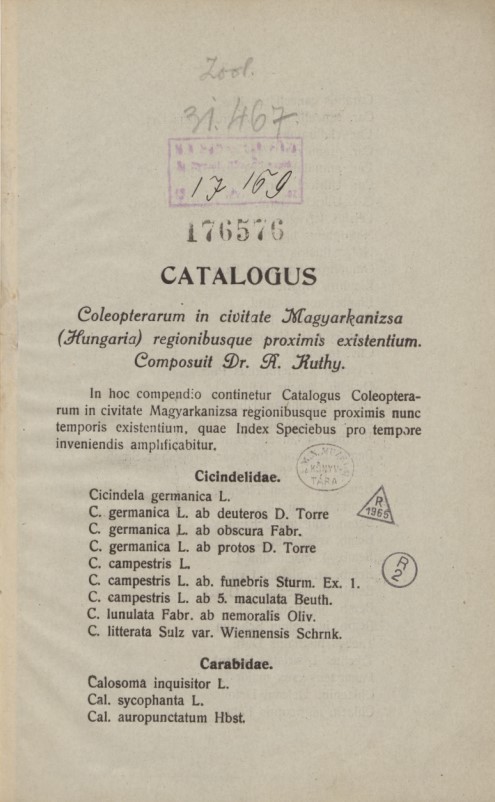 Zool.
31.467.
17 169
176576
CATALOGUS
Coleopterarum in civitate Magyarkanizsa
(Hungaria) regionibusque proximis existentium.
Composuit Dr. A. Kuthy.
In hoc compendio continetur Catalogus Coleoptera-
rum in civitate Magyarkanizsa regionibusque proximis nunc
temporis existentium, quae Index Speciebus pro tempore
inveniendis amplificabitur.
KÖNYV-
TÁRA
Cicindelidae.
Cicindela germanica L.
C. germanica L. ab deuteros D. Torre
C. germanica L. ab obscura Fabr.
C. germanica L. ab protos D. Torre
C. campestris L.
C. campestris L. ab. funebris Sturm. Ex. 1.
C. campestris L. ab 5. maculata Beuth.
C. lunulata Fabr. ab nemoralis Oliv.
C. litterata Sulz var. Wiennensis Schrnk.
R
1965
R
2
Carabidae.
Calosoma inquisitor L.
Cal. sycophanta L.
Cal. auropunctatum Hbst.